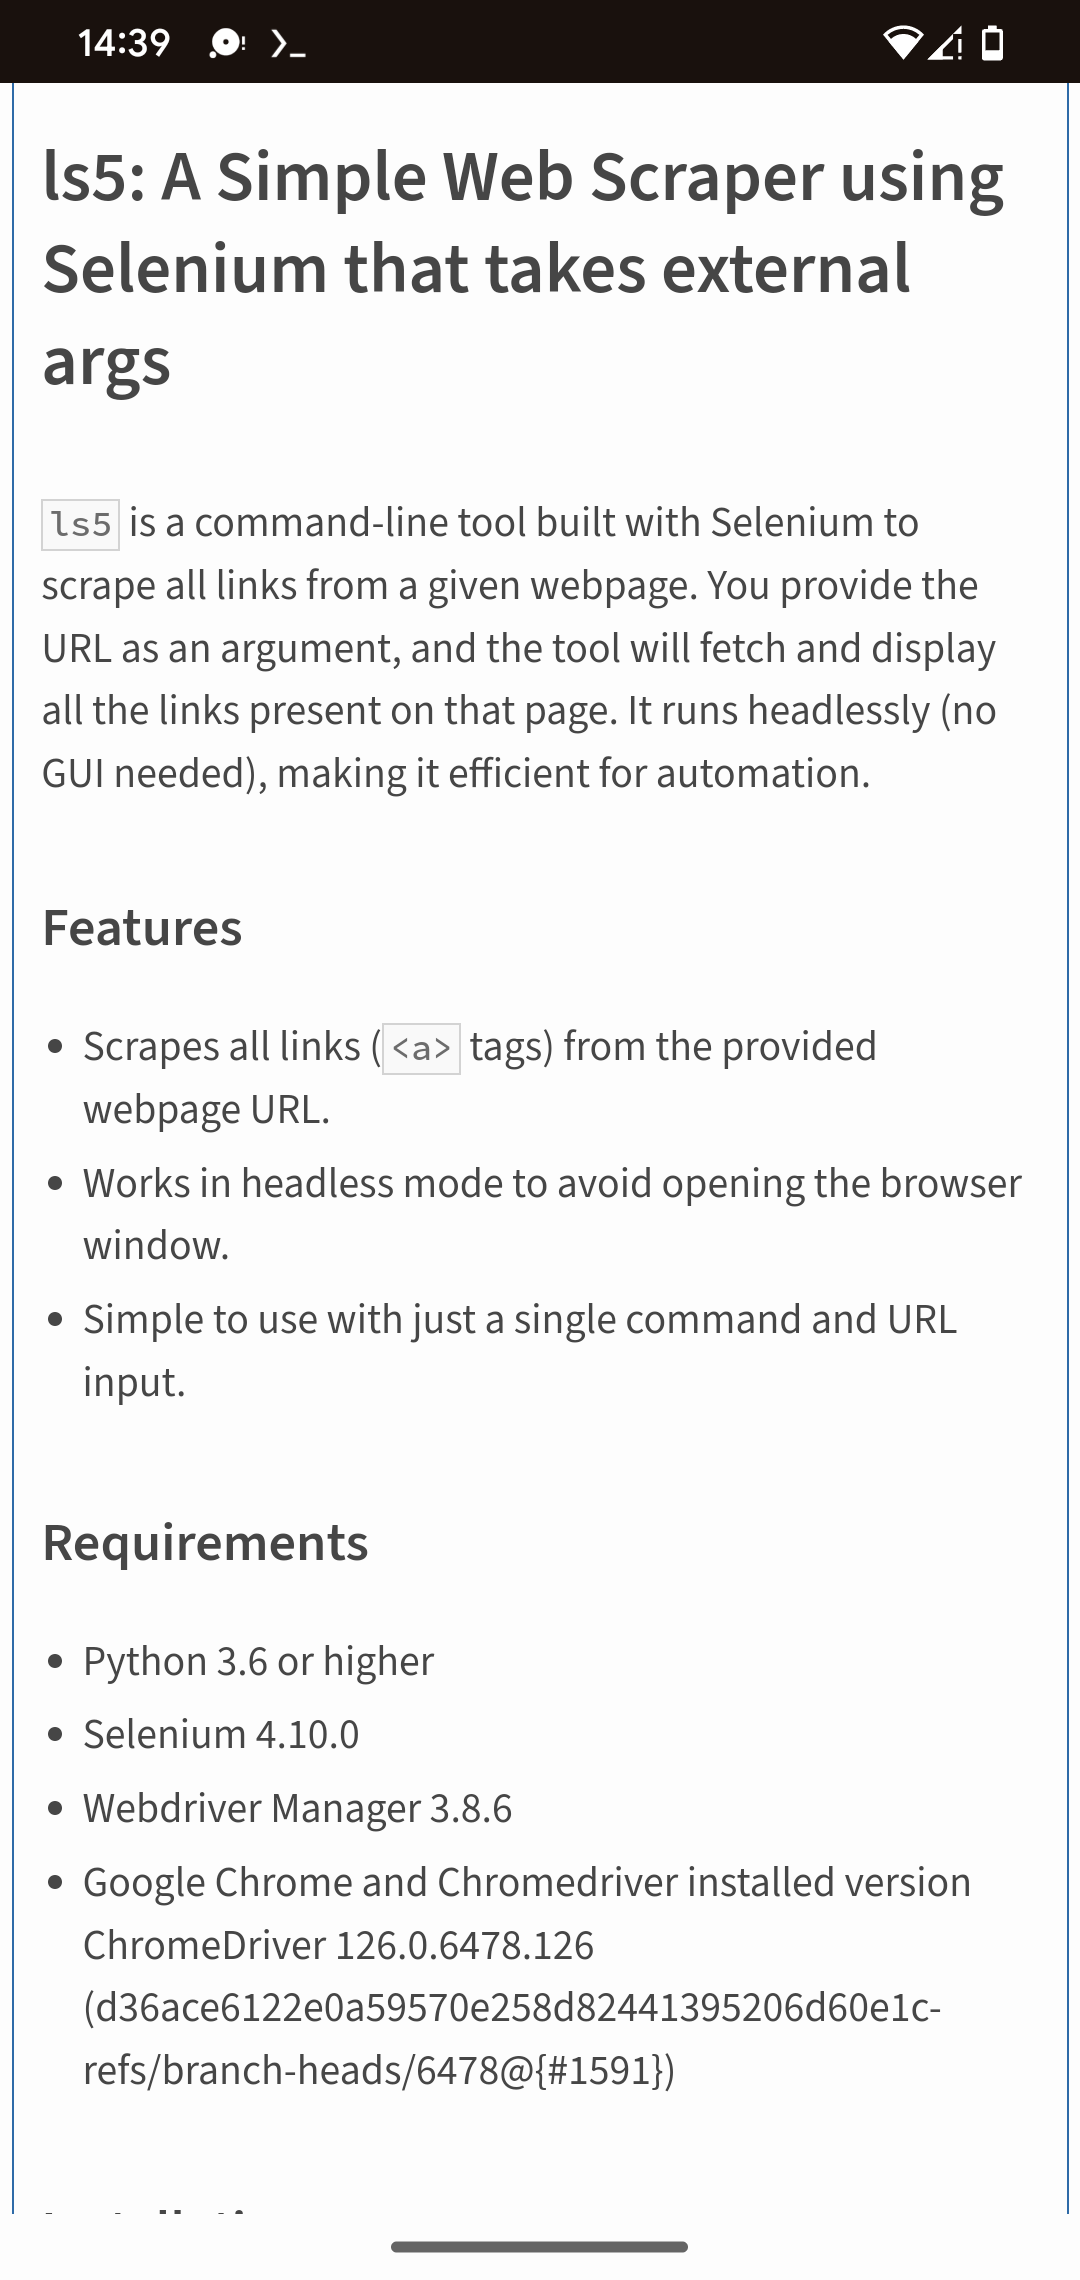 14:39
ls5: A Simple Web Scraper using
Selenium that takes external
args
ls5 is a command-line tool built with Selenium to
scrape all links from a given webpage. You provide the
URL as an argument, and the tool will fetch and display
all the links present on that page. It runs headlessly (no
GUI needed), making it efficient for automation.
Features
• Scrapes all links (<a> tags) from the provided
webpage URL.
• Works in headless mode to avoid opening the browser
window.
• Simple to use with just a single command and URL
input.
Requirements
• Python 3.6 or higher
• Selenium 4.10.0
• Webdriver Manager 3.8.6
• Google Chrome and Chromedriver installed version
ChromeDriver 126.0.6478.126
(d36ace6122e0a59570e258d82441395206d60e1c-
refs/branch-heads/6478@{#1591})